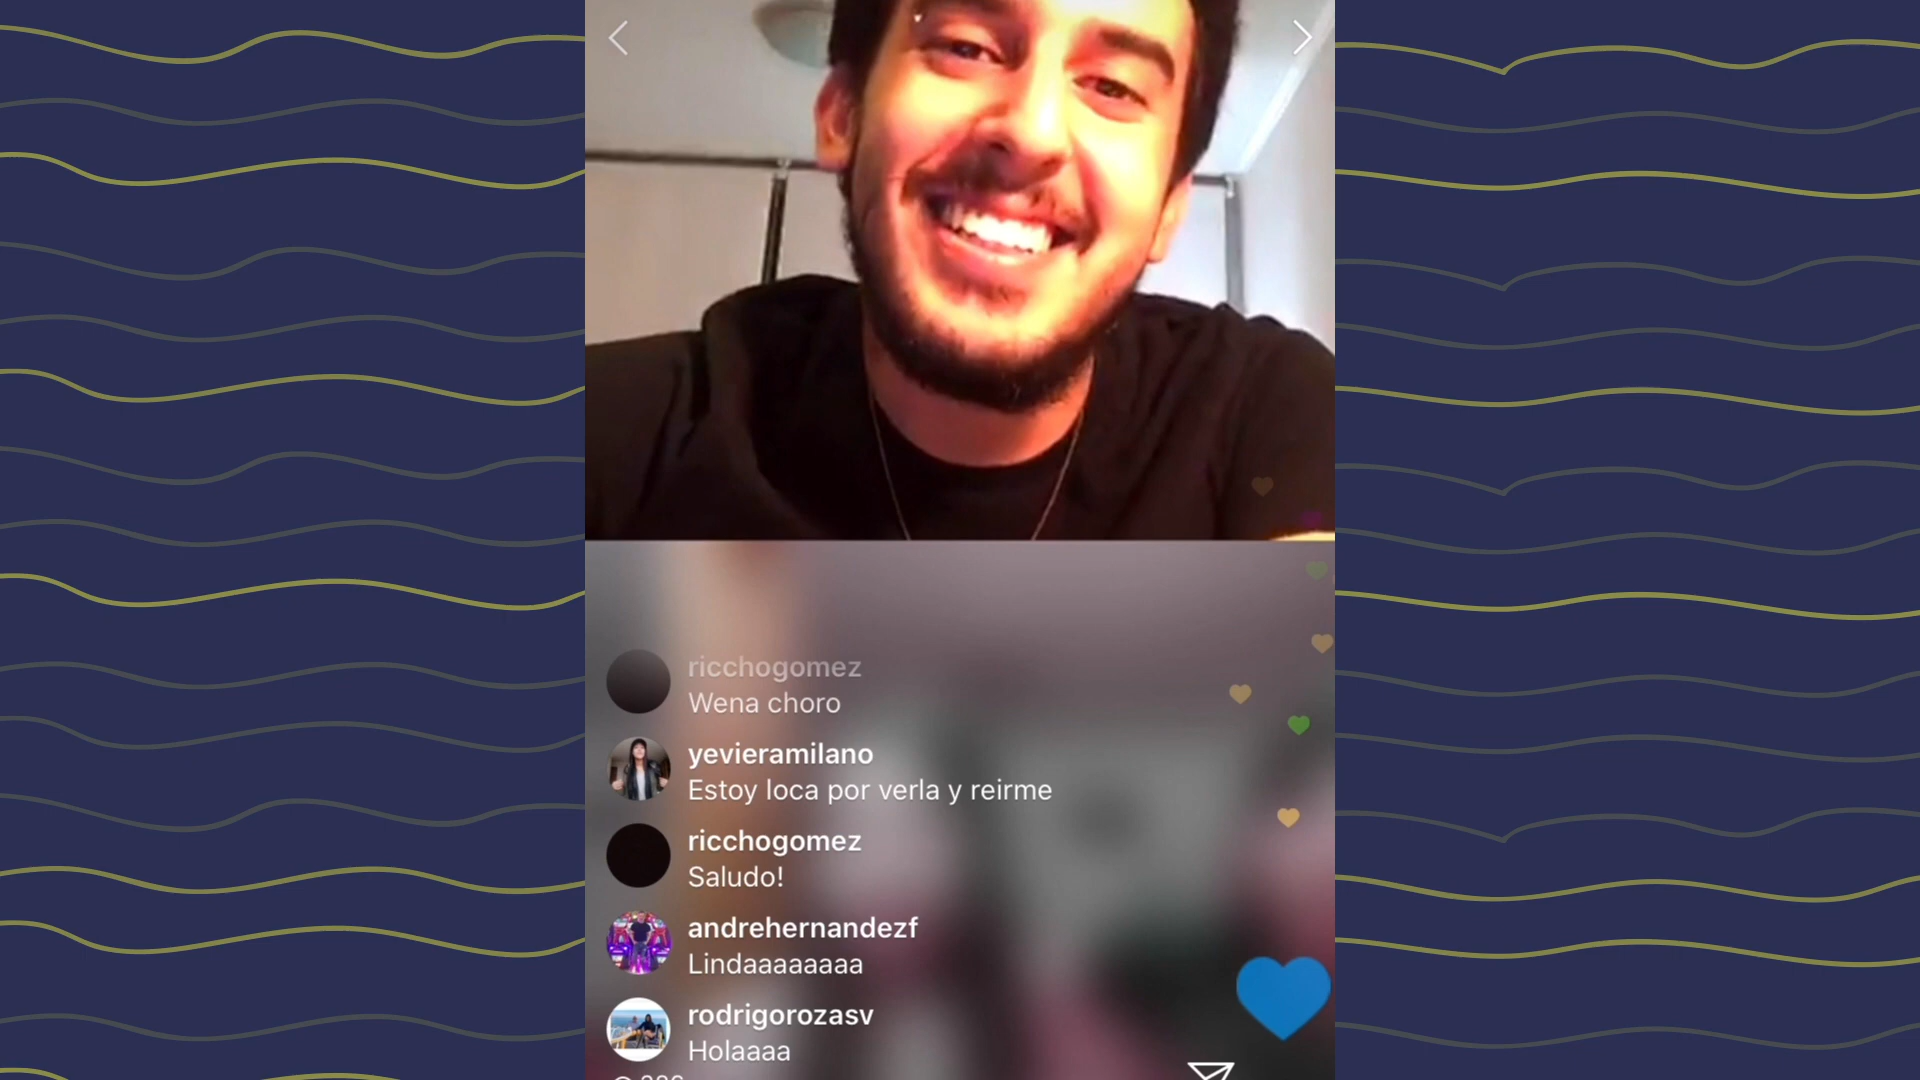 ricchogomez
Wena choro
yevieramilano
Estoy loca por verla y reirme
ricchogomez
Saludo!
andrehernandezf
Lindaaaaaaaa
rodrigorozasv
Holaaaa